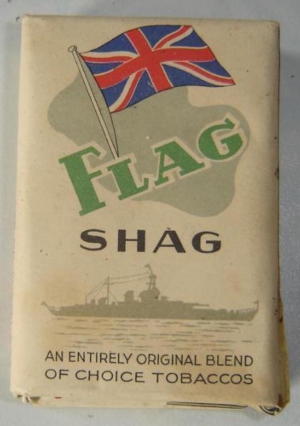 FLAG
SHAG
AN ENTIRELY ORIGINAL BLEND
OF CHOICE TOBACCOS